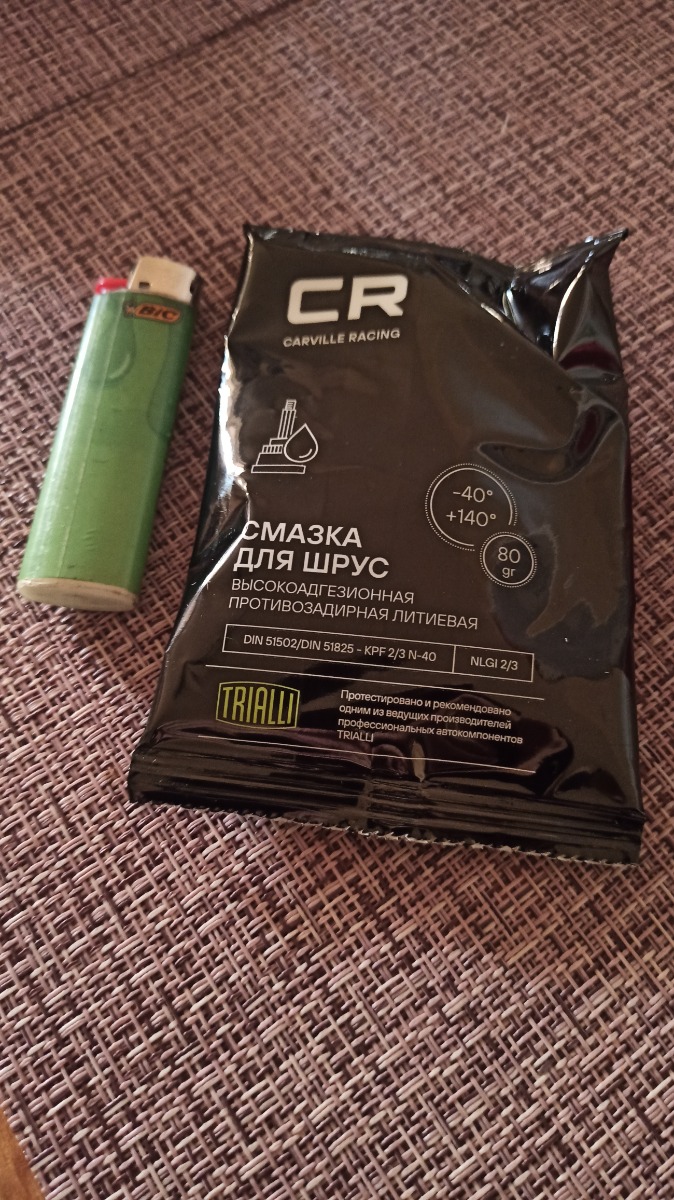 BIC
CR
CARVILLE RACING
-40°
+140°
80
gr
СМАЗКА
ДЛЯ ШРУС
ВЫСОКОАДГЕЗИОННАЯ
ПРОТИВОЗАДИРНАЯ ЛИТИЕВАЯ
DIN 51502/DIN 51825 - KPF 2/3 N-40
NLGI 2/3
TRIALLI
Протестировано и рекомендовано
одним из ведущих производителей
профессиональных автокомпонентов
TRIALLI